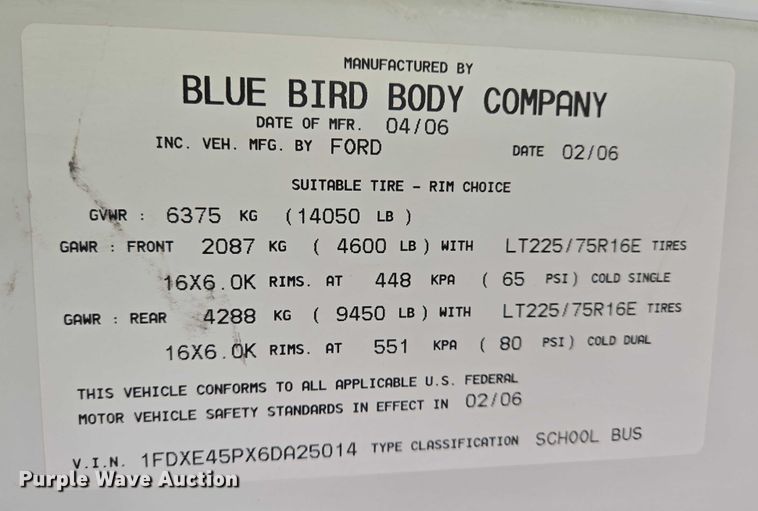 MANUFACTURED BY
BLUE BIRD BODY COMPANY
DATE OF MFR. 04/06
INC. VEH. MFG. BY FORD DATE 02/06
SUITABLE TIRE - RIM CHOICE
GVWR : 6375 KG (14050 LB )
GAWR : FRONT 2087 KG ( 4600 LB ) WITH LT225/75R16E TIRES
16X6.0K RIMS. AT 448 KPA ( 65 PSI ) COLD SINGLE
GAWR : REAR 4288 KG ( 9450 LB ) WITH LT225/75R16E TIRES
16X6.0K RIMS. AT 551 KPA ( 80 PSI ) COLD DUAL
THIS VEHICLE CONFORMS TO ALL APPLICABLE U.S. FEDERAL
MOTOR VEHICLE SAFETY STANDARDS IN EFFECT IN 02/06
V.I.N. 1FDXE45PX6DA25014 TYPE CLASSIFICATION SCHOOL BUS
Purple Wave Auction